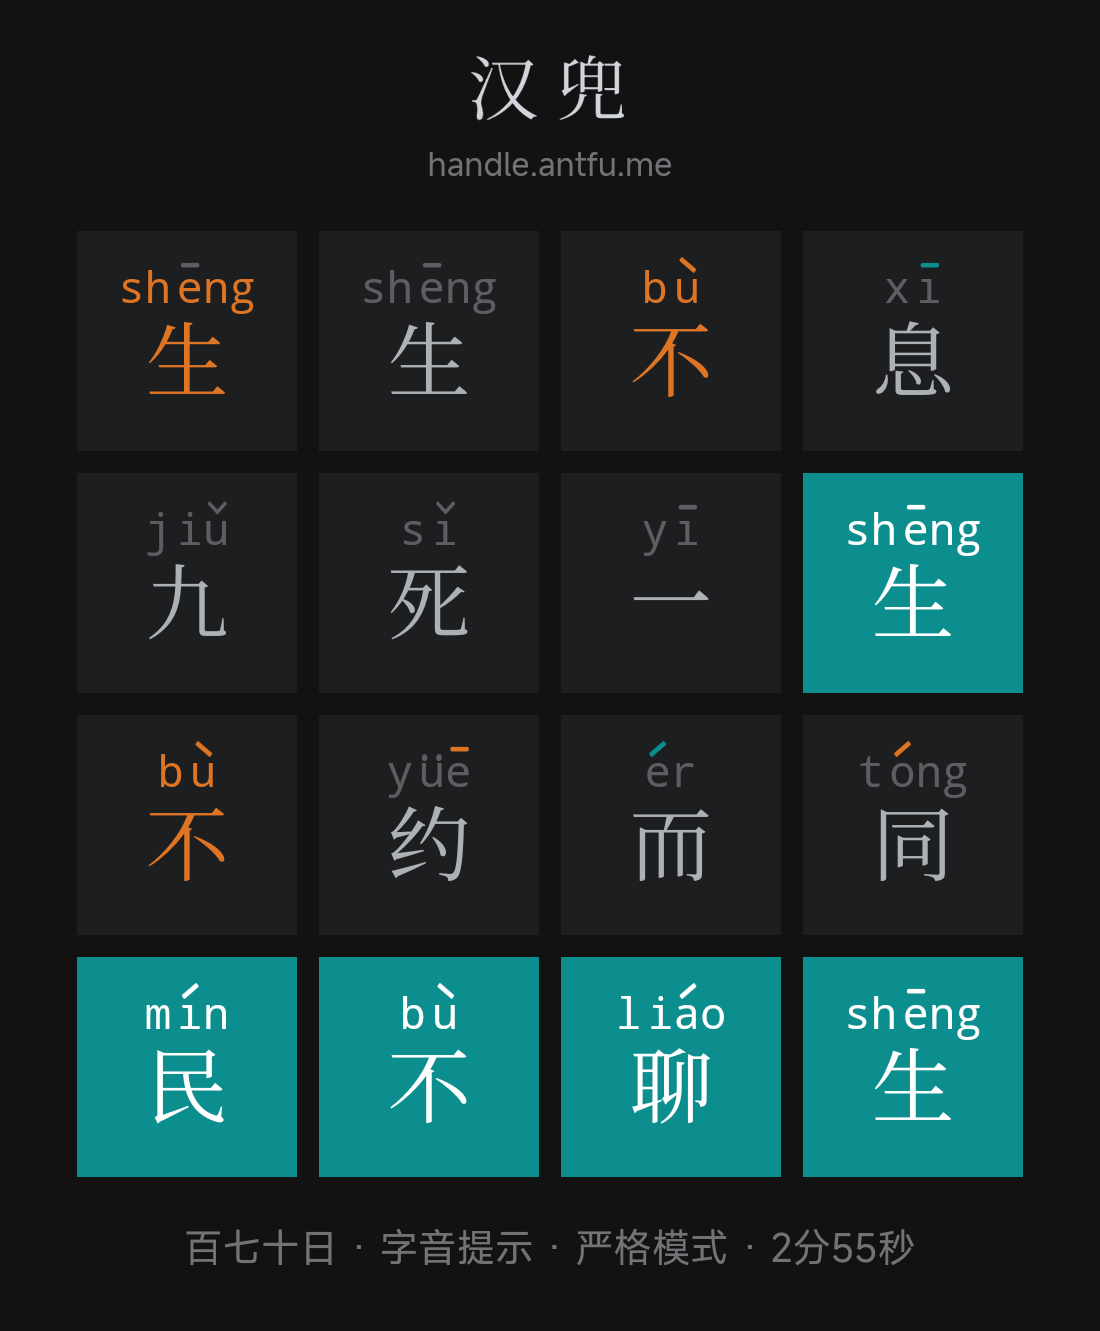 汉兜
handle.antfu.me
shēng shēng bù xī
生 生 不 息
jiǔ sǐ yī shēng
九 死 一 生
bù yüē ér tóng
不 约 而 同
mín bù liáo shēng
民 不 聊 生
百七十日 · 字音提示 · 严格模式 · 2分55秒